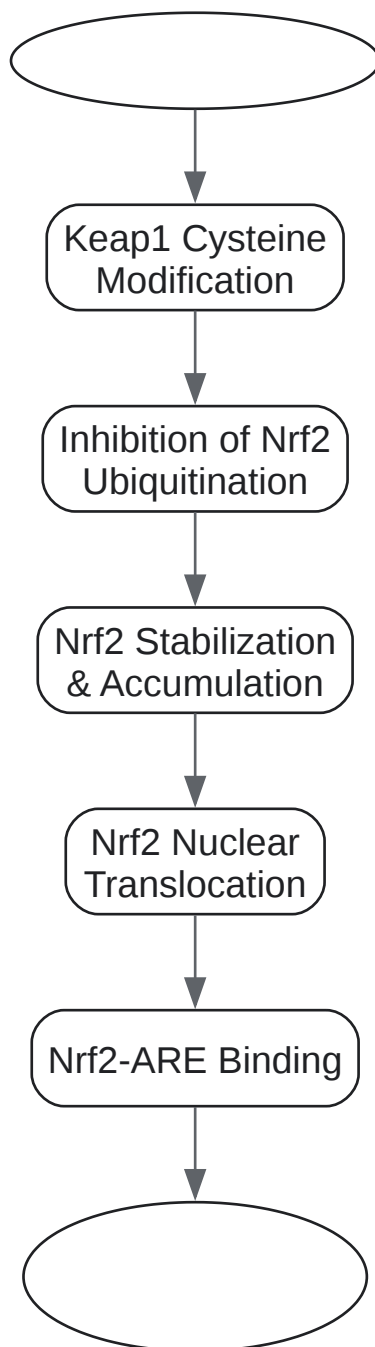 Keap1 Cysteine
Modification
Inhibition of Nrf2
Ubiquitination
Nrf2 Stabilization
& Accumulation
Nrf2 Nuclear
Translocation
Nrf2-ARE Binding